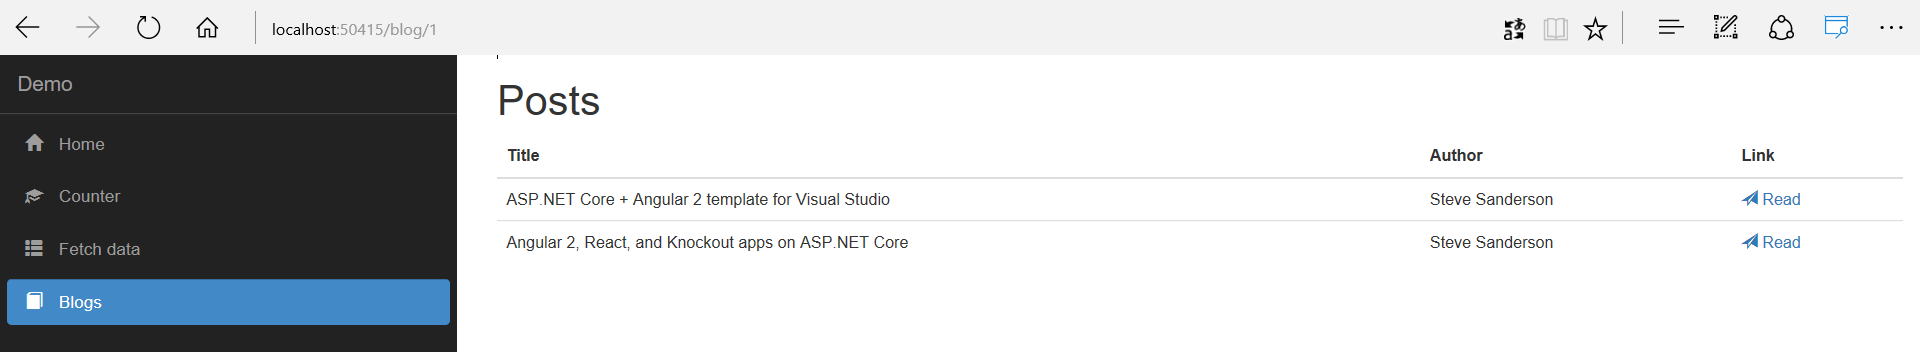 localhost:50415/blog/1
Demo
Home
Counter
Fetch data
Blogs
Posts
Title Author Link
ASP.NET Core + Angular 2 template for Visual Studio Steve Sanderson Read
Angular 2, React, and Knockout apps on ASP.NET Core Steve Sanderson Read